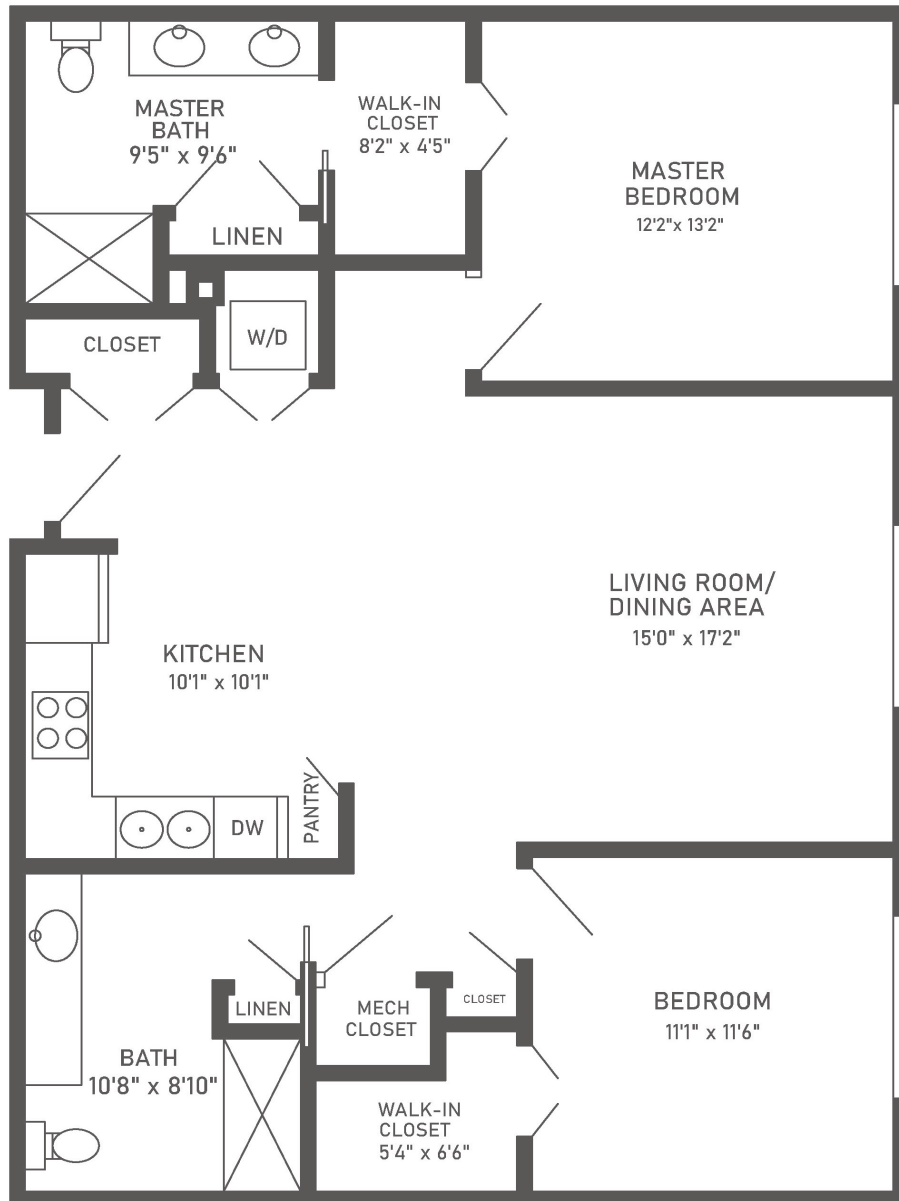 MASTER
BATH
9'5" x 9'6"
WALK-IN
CLOSET
8'2" x 4'5"
MASTER
BEDROOM
12'2"x 13'2"
LINEN
CLOSET
W/D
LIVING ROOM/
DINING AREA
15'0" x 17'2"
KITCHEN
10'1" x 10'1"
DW
PANTRY
LINEN
MECH
CLOSET
CLOSET
BEDROOM
11'1" x 11'6"
BATH
10'8" x 8'10"
WALK-IN
CLOSET
5'4" x 6'6"